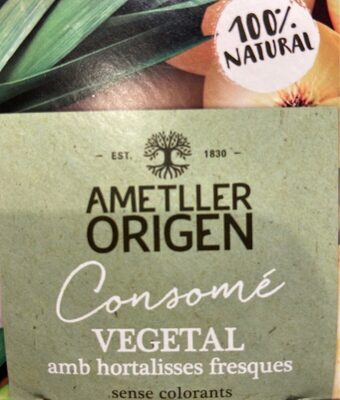 100%
NATURAL
EST. 1830
AMETLLER
ORIGEN
Consomé
VEGETAL
amb hortalisses fresques
sense colorants